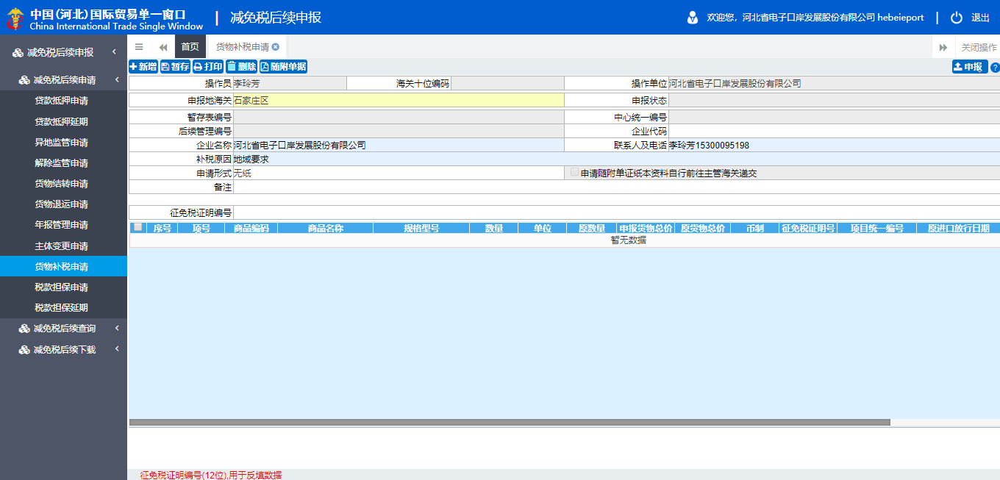 中国(河北)国际贸易单一窗口
China International Trade Single Window
减免税后续申报
欢迎您，河北省电子口岸发展股份有限公司 hebeieport
退出
减免税后续申报
减免税后续申请
贷款抵押申请
贷款抵押延期
异地监管申请
解除监管申请
货物结转申请
货物退运申请
年报管理申请
主体变更申请
货物补税申请
税款担保申请
税款担保延期
减免税后续查询
减免税后续下载
首页 货物补税申请 关闭操作
新增 暂存 打印 删除 随附单据 申报
操作员 李玲芳 海关十位编码 操作单位 河北省电子口岸发展股份有限公司
申报地海关 石家庄区 申报状态
暂存表编号 中心统一编号
后续管理编号 企业代码
企业名称 河北省电子口岸发展股份有限公司 联系人及电话 李玲芳15300095198
补税原因 地域要求
申请形式 无纸 申请随附单证纸本资料自行前往主管海关递交
备注
征免税证明编号
序号 项号 商品编码 商品名称 规格型号 数量 单位 原数量 申报货物总价 原货物总价 币制 征免税证明号 项目统一编号 原进口放行日期
暂无数据
征免税证明编号(12位),用于反填数据